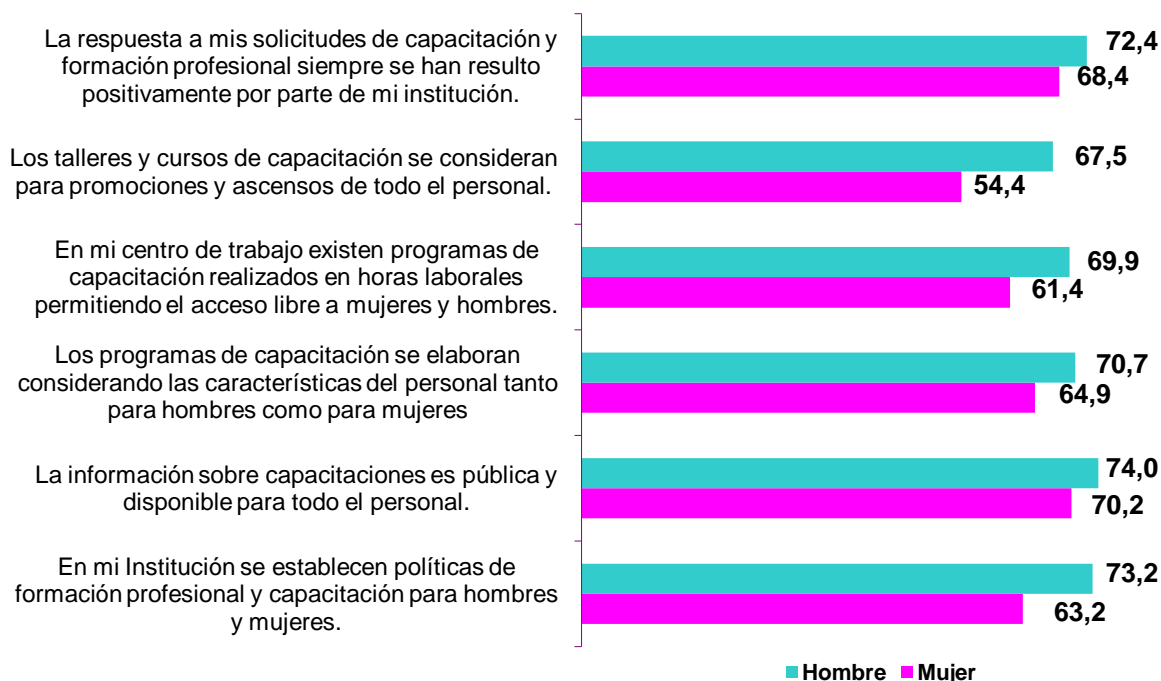 La respuesta a mis solicitudes de capacitación y
formación profesional siempre se han resulto
positivamente por parte de mi institución.
72,4
68,4
Los talleres y cursos de capacitación se consideran
para promociones y ascensos de todo el personal.
67,5
54,4
En mi centro de trabajo existen programas de
capacitación realizados en horas laborales
permitiendo el acceso libre a mujeres y hombres.
69,9
61,4
Los programas de capacitación se elaboran
considerando las características del personal tanto
para hombres como para mujeres
70,7
64,9
La información sobre capacitaciones es pública y
disponible para todo el personal.
74,0
70,2
En mi Institución se establecen políticas de
formación profesional y capacitación para hombres
y mujeres.
73,2
63,2
Hombre Mujer